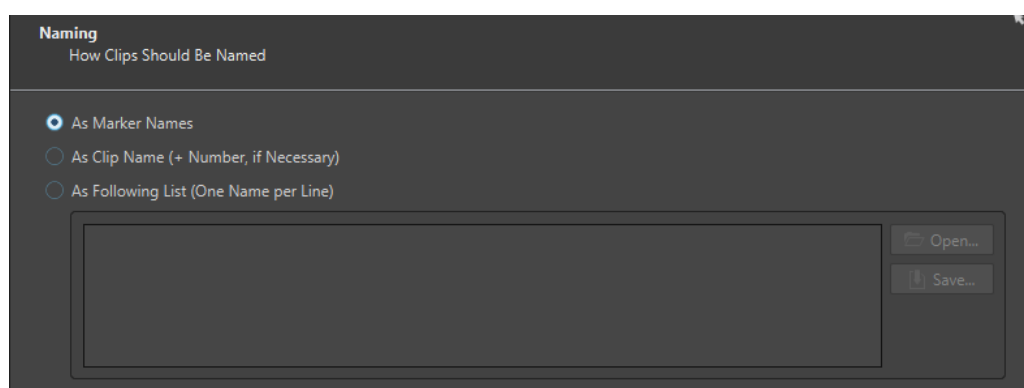 Naming
How Clips Should Be Named
As Marker Names
As Clip Name (+ Number, if Necessary)
As Following List (One Name per Line)
Open...
Save...